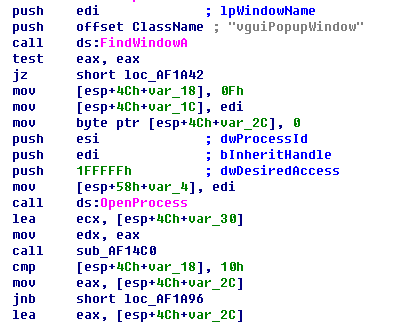 push edi ; lpWindowName
push offset ClassName ; "vguiPopupWindow"
call ds:FindWindowA
test eax, eax
jz short loc_AF1A42
mov [esp+4Ch+var_18], 0Fh
mov [esp+4Ch+var_1C], edi
mov byte ptr [esp+4Ch+var_2C], 0
push esi ; dwProcessId
push edi ; bInheritHandle
push 1FFFFFh ; dwDesiredAccess
mov [esp+58h+var_4], edi
call ds:OpenProcess
lea ecx, [esp+4Ch+var_30]
mov edx, eax
call sub_AF14C0
cmp [esp+4Ch+var_18], 10h
mov eax, [esp+4Ch+var_2C]
jnb short loc_AF1A96
lea eax, [esp+4Ch+var_2C]